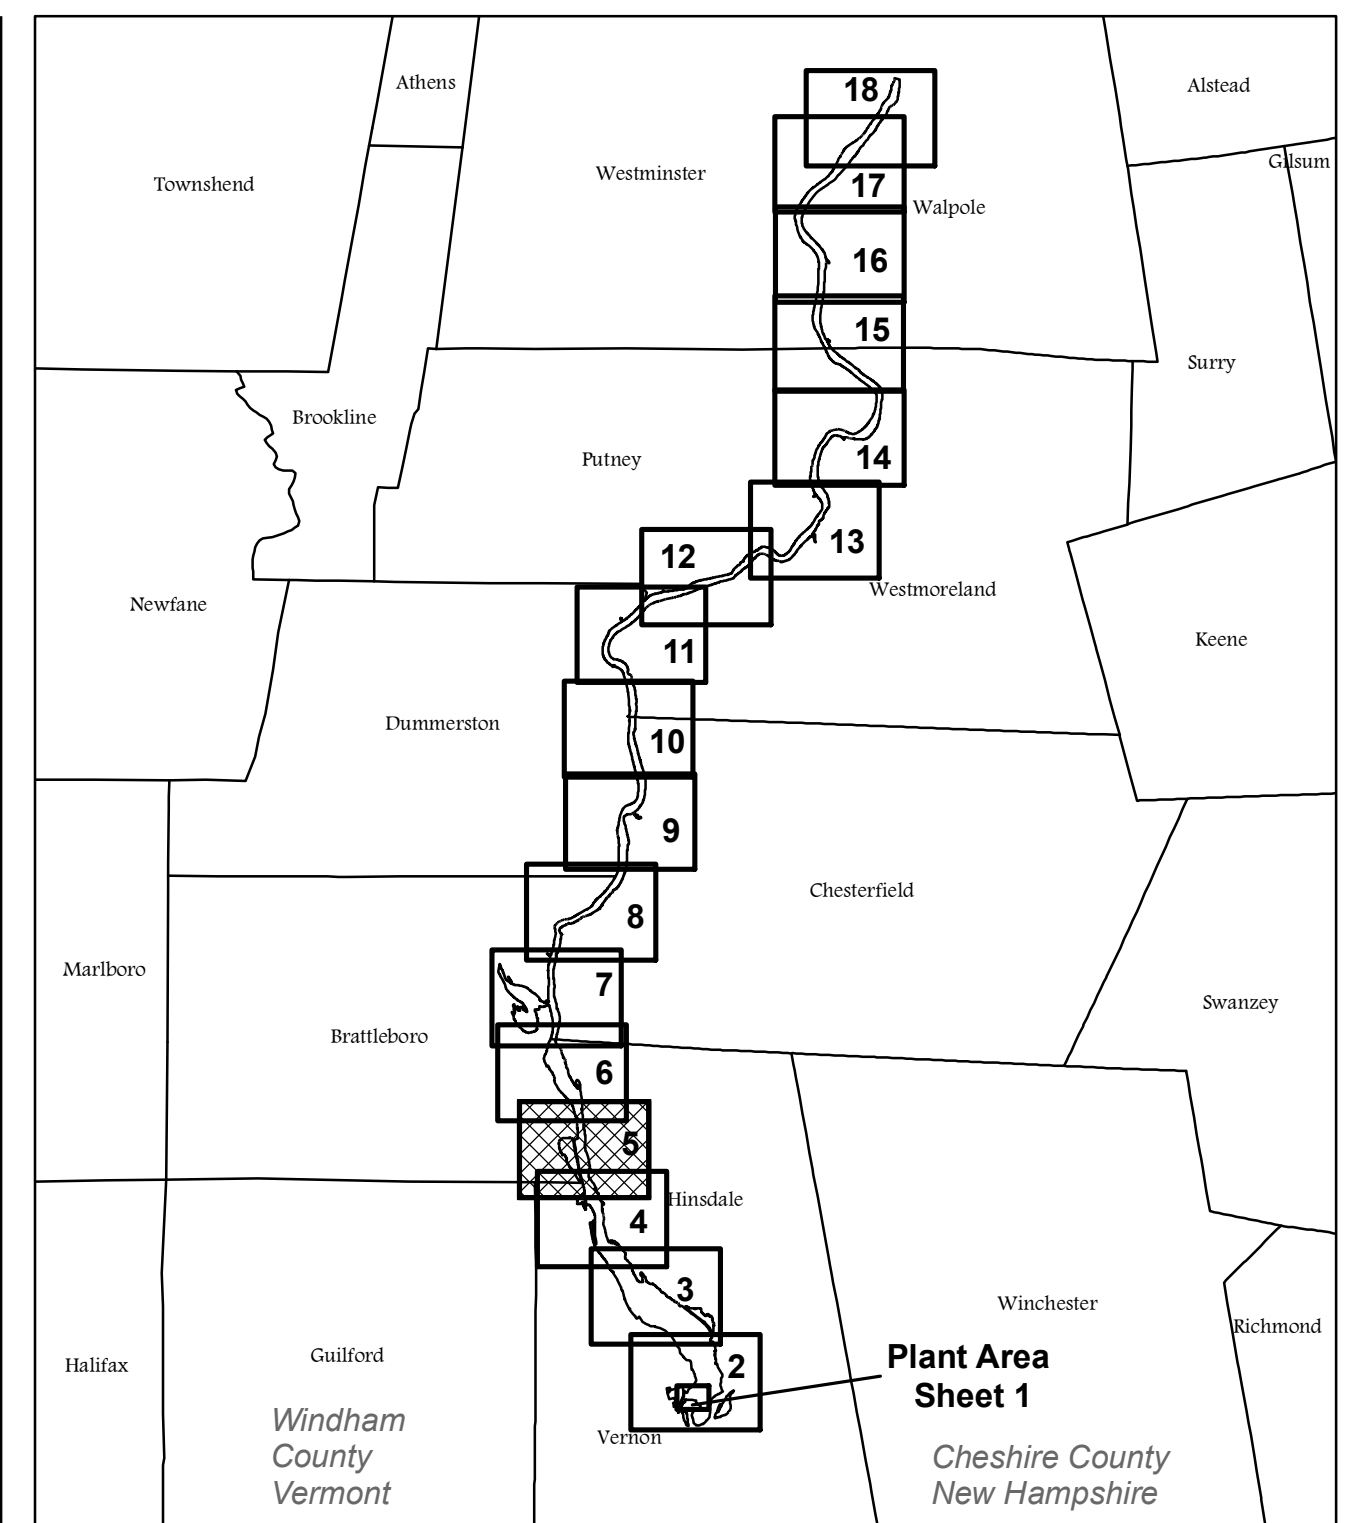 18
Athens
Alstead
Gilsum
Townshend
Westminster
17
Walpole
16
15
Surry
Brookline
Putney
14
13
12
Westmoreland
Newfane
Keene
11
Dummerston
10
9
Chesterfield
8
Marlboro
7
Swanzey
Brattleboro
6
5
Hinsdale
4
3
Winchester
Richmond
Halifax
Guilford
2
Plant Area
Sheet 1
Vernon
Windham
County
Vermont
Cheshire County
New Hampshire